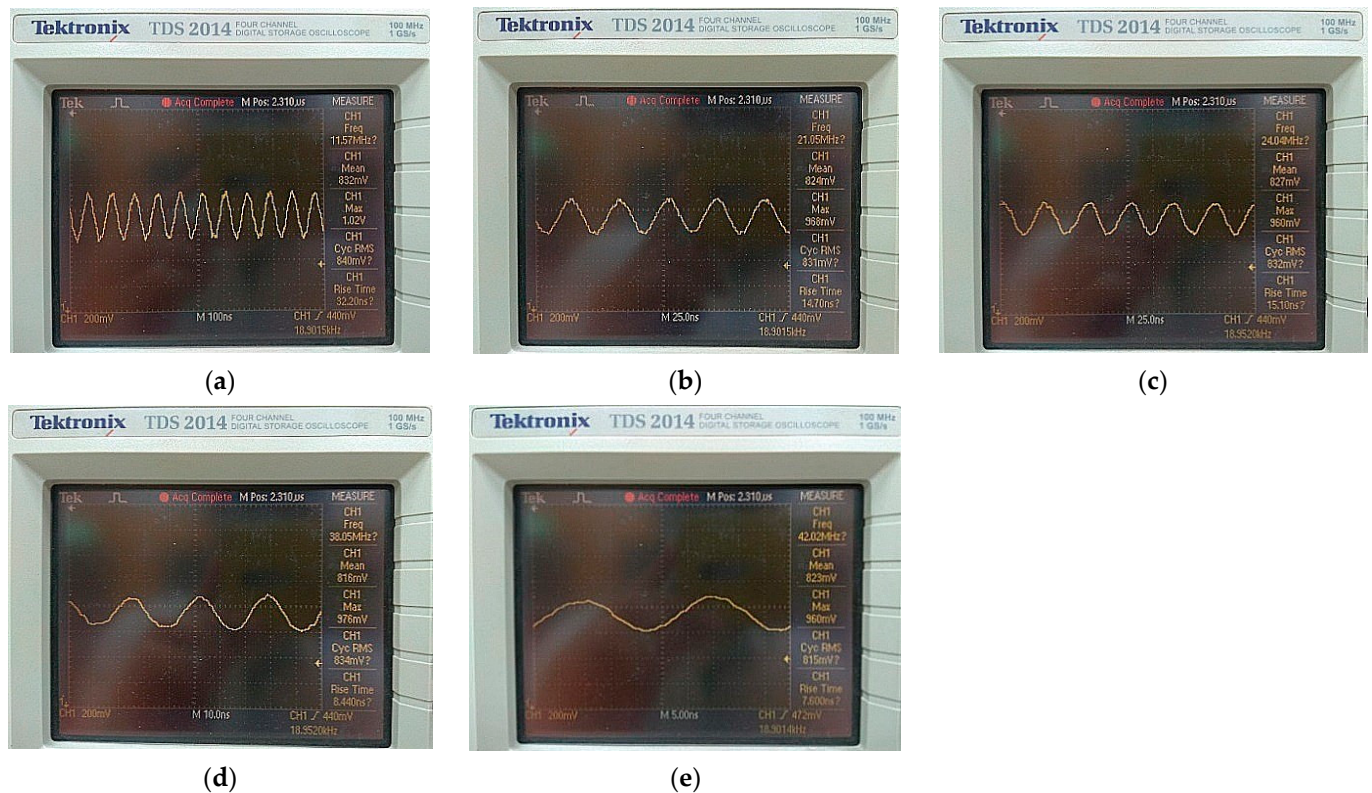 Tektronix TDS 2014 FOUR CHANNEL DIGITAL STORAGE OSCILLOSCOPE 100 MHz 1 GS/s
Tek Acq Complete M Pos: 2.310µs MEASURE
CH1
Freq
11.57MHz?
CH1
Mean
832mV
CH1
Max
1.02V
CH1
Cyc RMS
840mV?
CH1
Rise Time
32.20ns?
CH1 200mV M 100ns CH1 440mV
18.9015kHz
(a)
Tektronix TDS 2014 FOUR CHANNEL DIGITAL STORAGE OSCILLOSCOPE 100 MHz 1 GS/s
Tek Acq Complete M Pos: 2.310µs MEASURE
CH1
Freq
21.05MHz?
CH1
Mean
824mV
CH1
Max
968mV
CH1
Cyc RMS
831mV?
CH1
Rise Time
14.70ns?
CH1 200mV M 25.0ns CH1 440mV
18.9015kHz
(b)
Tektronix TDS 2014 FOUR CHANNEL DIGITAL STORAGE OSCILLOSCOPE 100 MHz 1 GS/s
Tek Acq Complete M Pos: 2.310µs MEASURE
CH1
Freq
24.04MHz?
CH1
Mean
827mV
CH1
Max
960mV
CH1
Cyc RMS
832mV?
CH1
Rise Time
15.10ns?
CH1 200mV M 25.0ns CH1 440mV
18.9520kHz
(c)
Tektronix TDS 2014 FOUR CHANNEL DIGITAL STORAGE OSCILLOSCOPE 100 MHz 1 GS/s
Tek Acq Complete M Pos: 2.310µs MEASURE
CH1
Freq
38.05MHz?
CH1
Mean
816mV
CH1
Max
976mV
CH1
Cyc RMS
834mV?
CH1
Rise Time
8.440ns?
CH1 200mV M 10.0ns CH1 440mV
18.9520kHz
(d)
Tektronix TDS 2014 FOUR CHANNEL DIGITAL STORAGE OSCILLOSCOPE 100 MHz 1 GS/s
Tek Acq Complete M Pos: 2.310µs MEASURE
CH1
Freq
42.02MHz?
CH1
Mean
823mV
CH1
Max
960mV
CH1
Cyc RMS
815mV?
CH1
Rise Time
7.600ns?
CH1 200mV M 5.00ns CH1 472mV
18.9014kHz
(e)